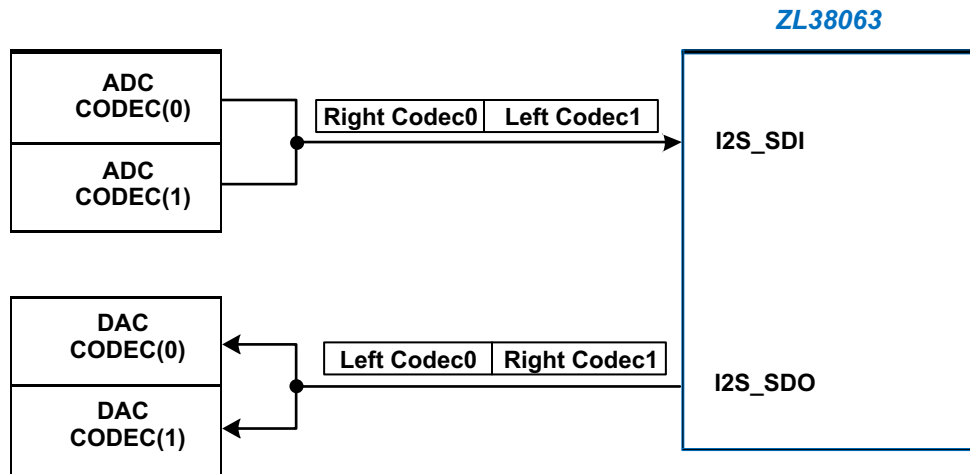 ZL38063
ADC
CODEC(0)
Right Codec0 Left Codec1
I2S_SDI
ADC
CODEC(1)
DAC
CODEC(0)
Left Codec0 Right Codec1
I2S_SDO
DAC
CODEC(1)